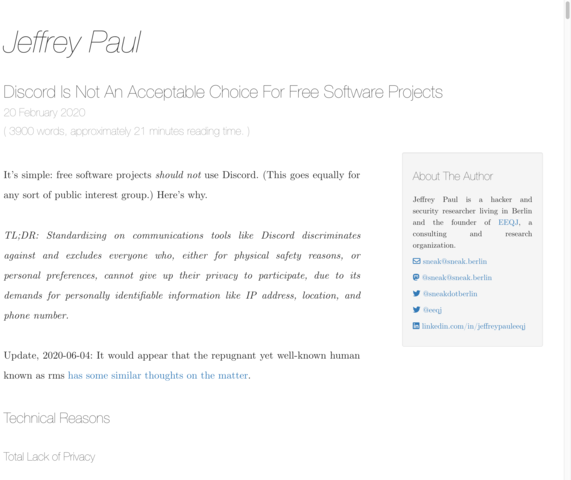 Jeffrey Paul
Discord Is Not An Acceptable Choice For Free Software Projects
20 February 2020
( 3900 words, approximately 21 minutes reading time. )
It's simple: free software projects should not use Discord. (This goes equally for
any sort of public interest group.) Here's why.
TL;DR: Standardizing on communications tools like Discord discriminates
against and excludes everyone who, either for physical safety reasons, or
personal preferences, cannot give up their privacy to participate, due to its
demands for personally identifiable information like IP address, location, and
phone number.
Update, 2020-06-04: It would appear that the repugnant yet well-known human
known as rms has some similar thoughts on the matter.
Technical Reasons
Total Lack of Privacy
About The Author
Jeffrey Paul is a hacker and
security researcher living in Berlin
and the founder of EEQJ, a
consulting and research
organization.
sneak@sneak.berlin
@sneak@sneak.berlin
@sneakdotberlin
@eeqj
linkedin.com/in/jeffreypauleeqj